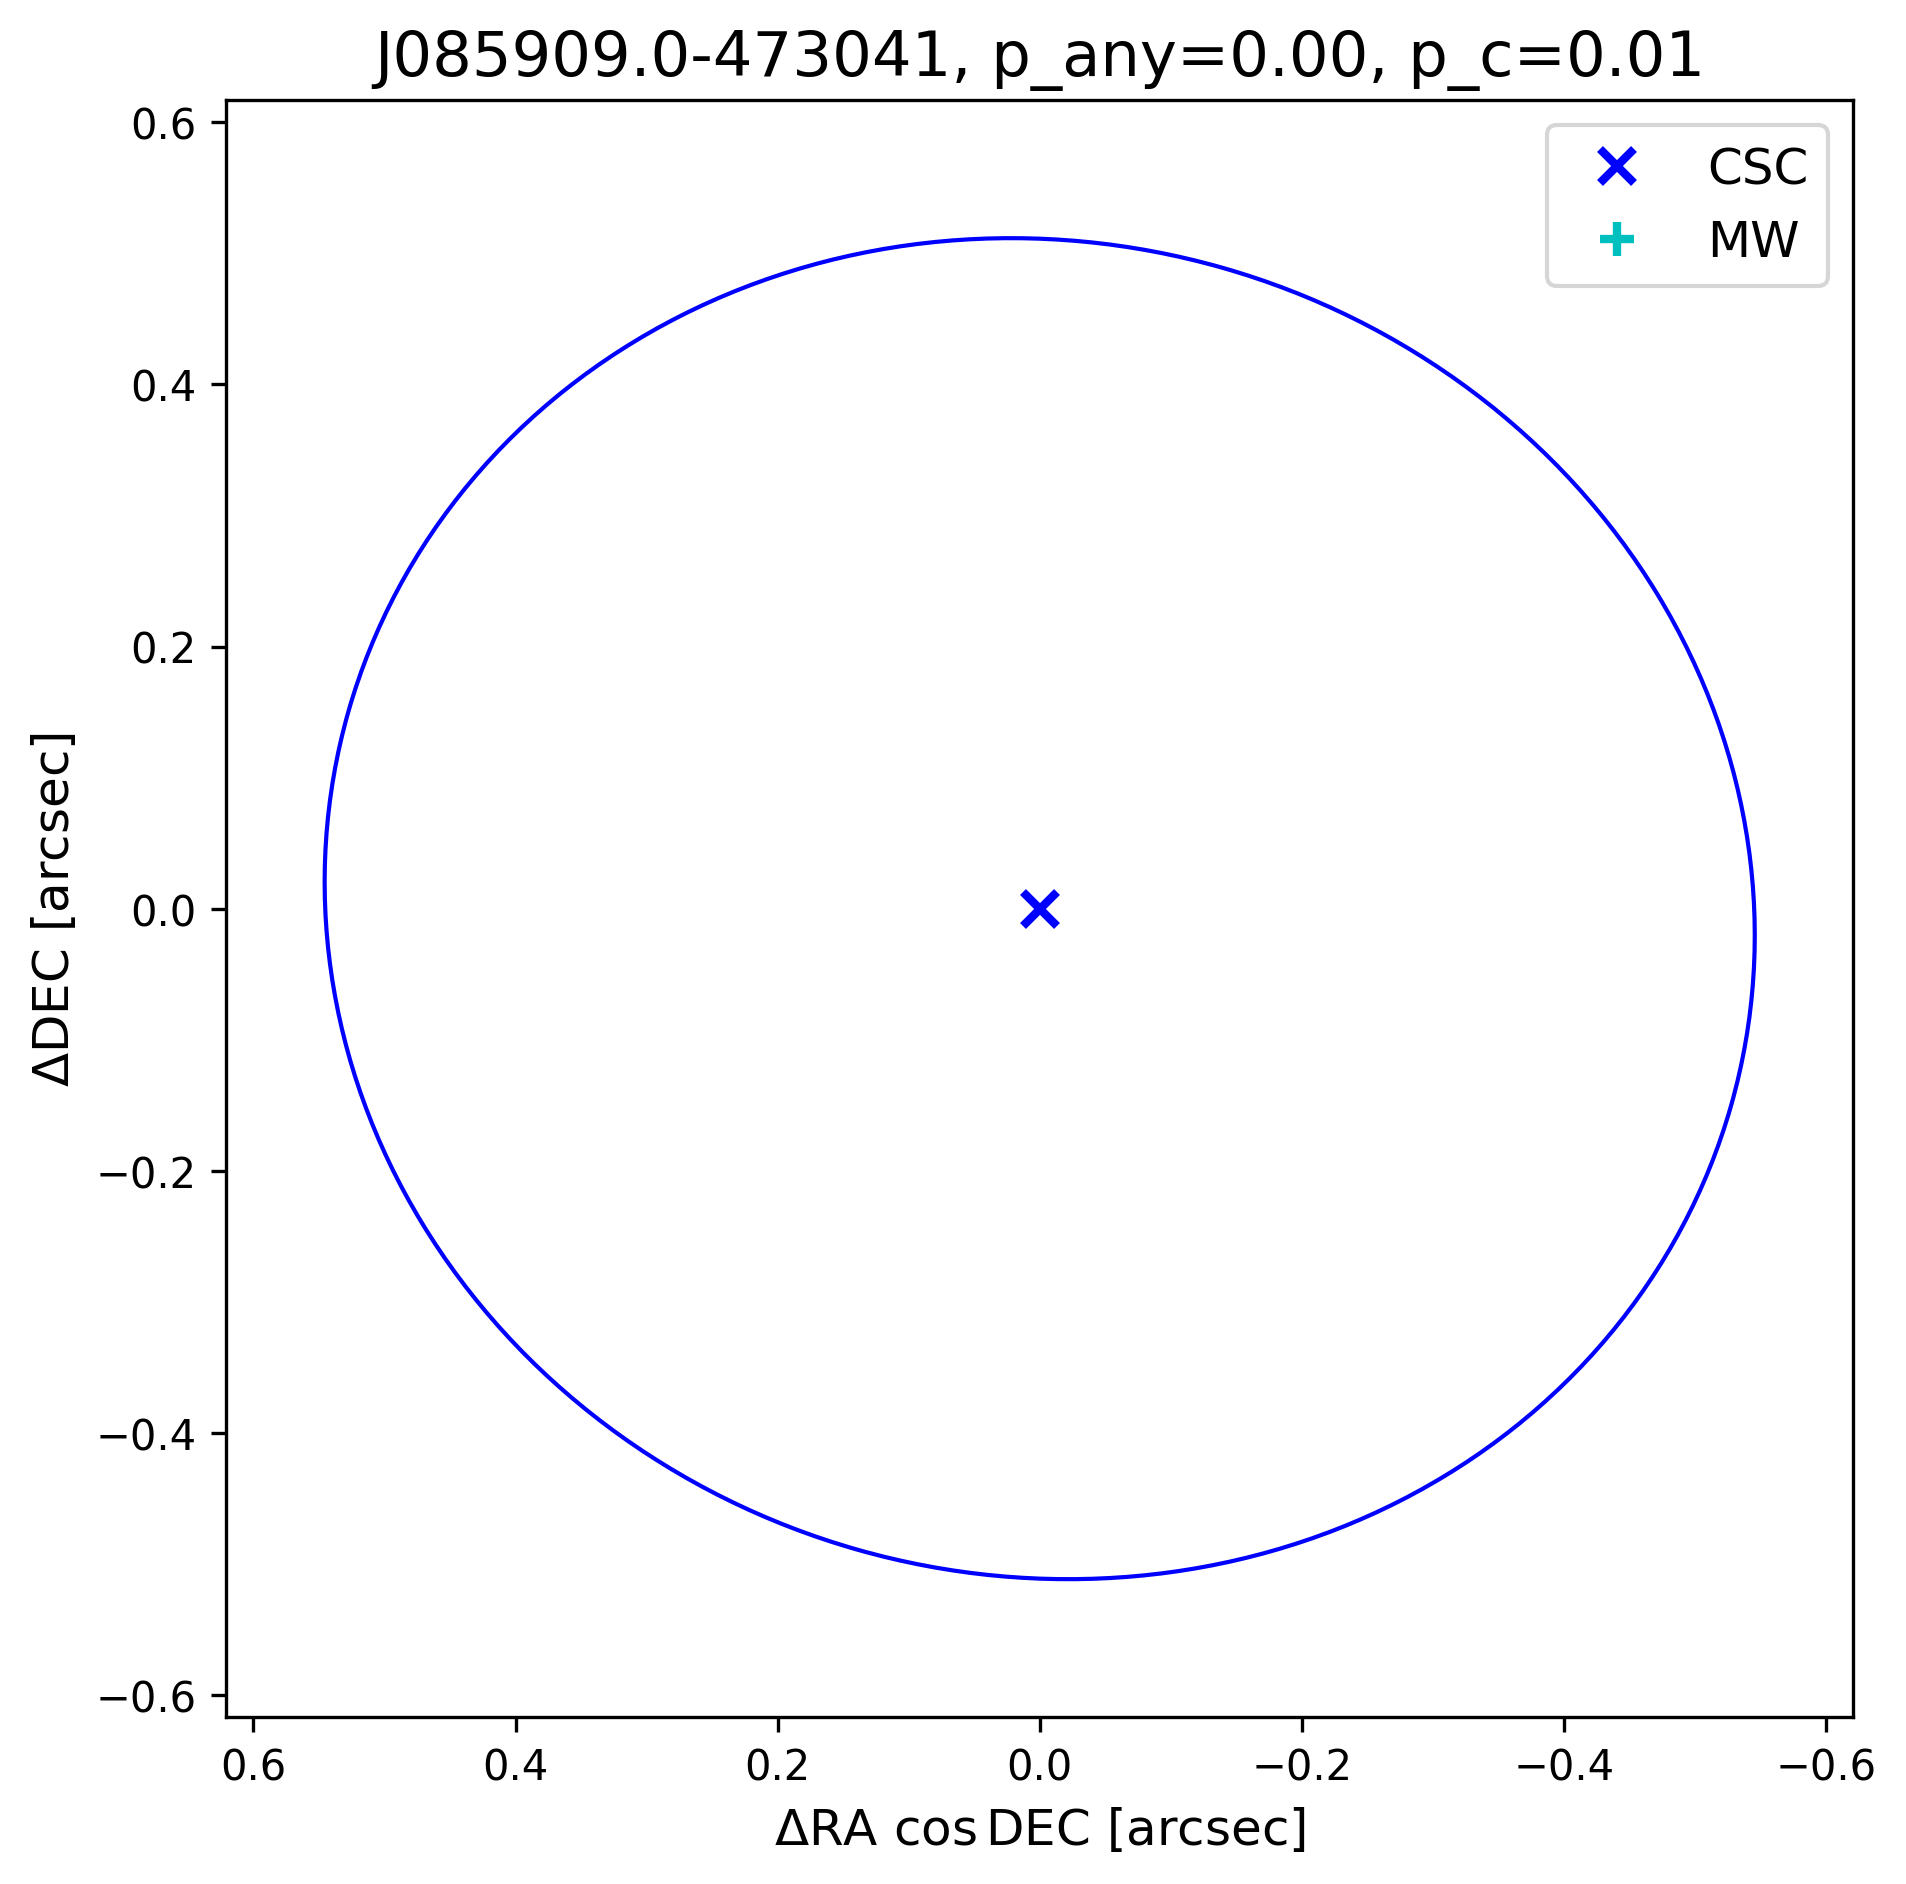 J085909.0-473041, p_any=0.00, p_c=0.01
CSC
MW
0.6
0.4
0.2
0.0
−0.2
−0.4
−0.6
ΔDEC [arcsec]
0.6 0.4 0.2 0.0 −0.2 −0.4 −0.6
ΔRA cos DEC [arcsec]